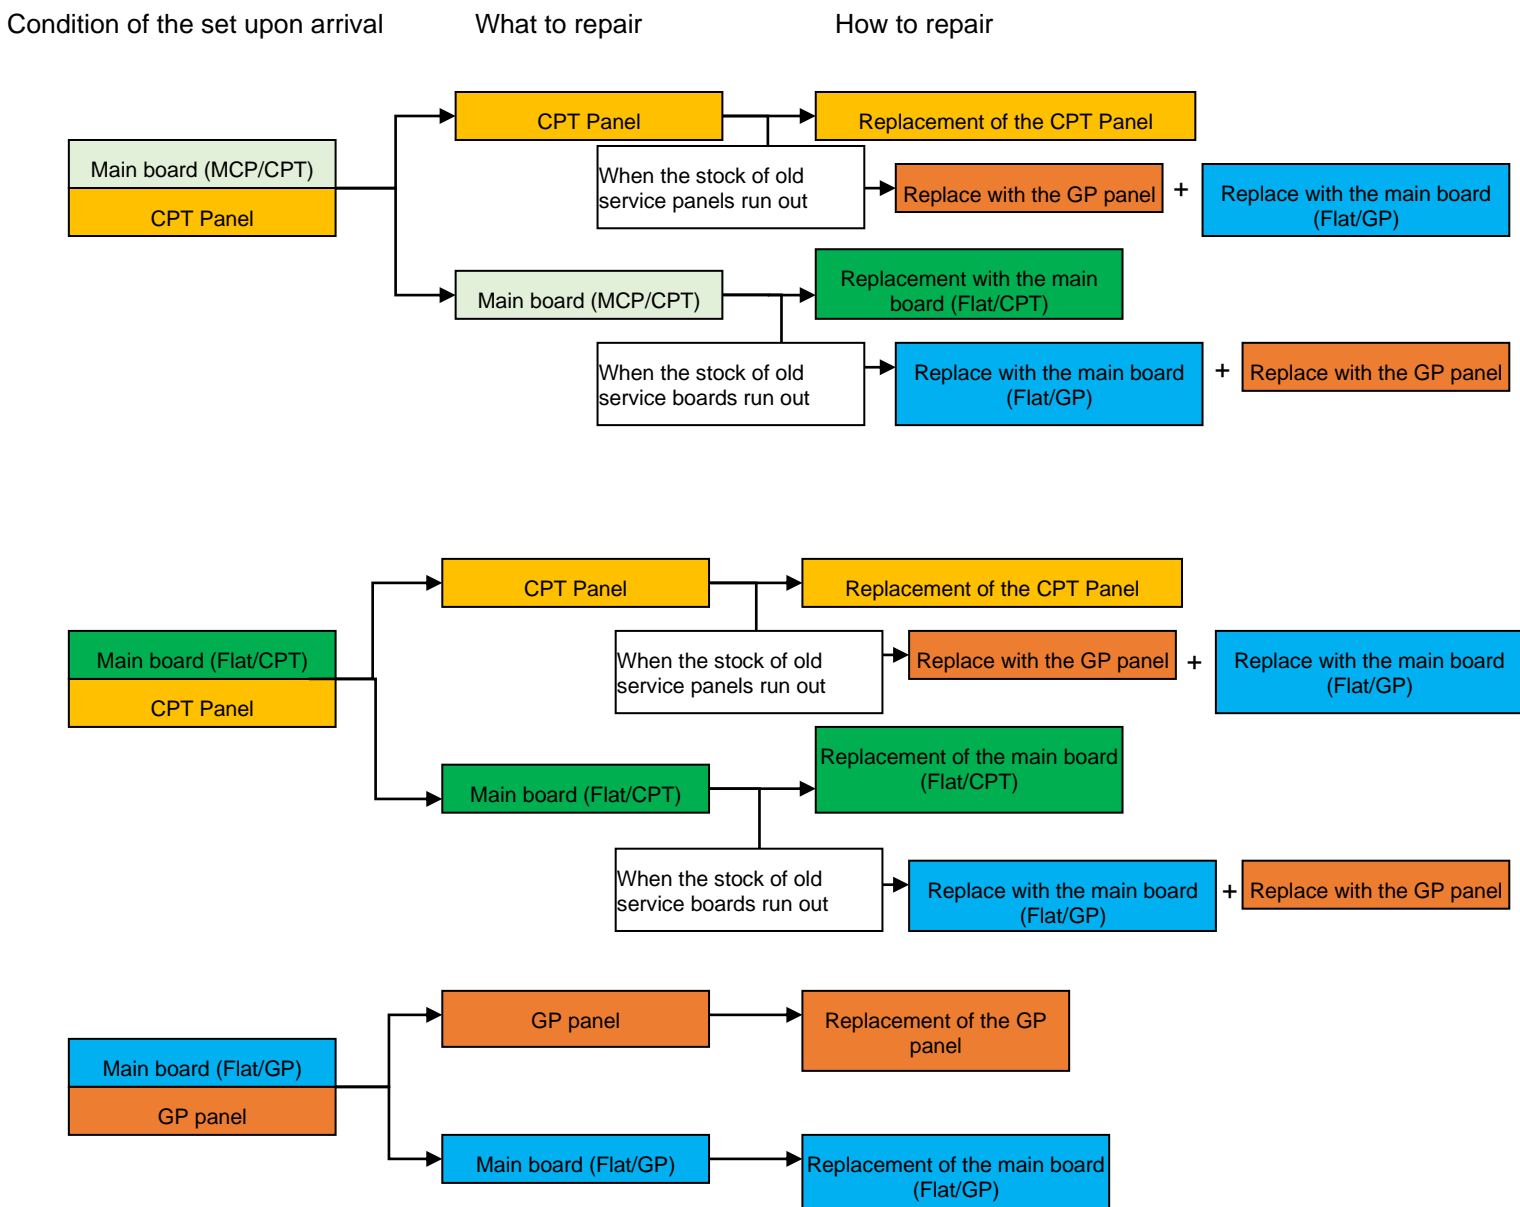 Condition of the set upon arrival
What to repair
How to repair
CPT Panel
Replacement of the CPT Panel
Main board (MCP/CPT)
CPT Panel
When the stock of old
service panels run out
Replace with the GP panel
+
Replace with the main board
(Flat/GP)
Main board (MCP/CPT)
Replacement with the main
board (Flat/CPT)
When the stock of old
service boards run out
Replace with the main board
(Flat/GP)
+
Replace with the GP panel
CPT Panel
Replacement of the CPT Panel
Main board (Flat/CPT)
CPT Panel
When the stock of old
service panels run out
Replace with the GP panel
+
Replace with the main board
(Flat/GP)
Main board (Flat/CPT)
Replacement of the main board
(Flat/CPT)
When the stock of old
service boards run out
Replace with the main board
(Flat/GP)
+
Replace with the GP panel
GP panel
Replacement of the GP
panel
Main board (Flat/GP)
GP panel
Main board (Flat/GP)
Replacement of the main board
(Flat/GP)